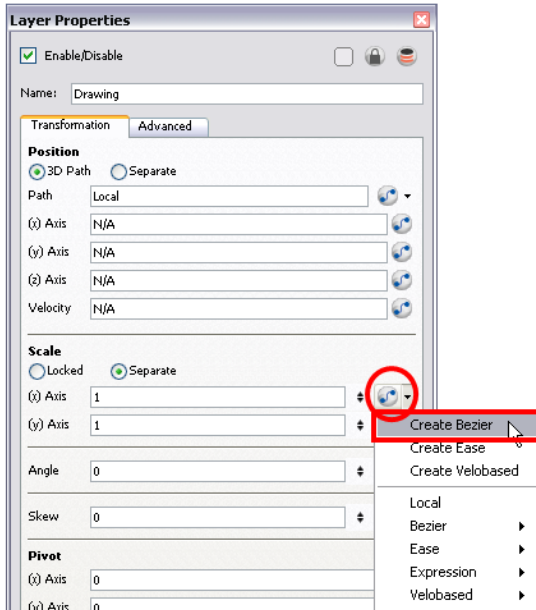 Layer Properties
Enable/Disable
Name: Drawing
Transformation Advanced
Position
3D Path Separate
Path Local
(x) Axis N/A
(y) Axis N/A
(z) Axis N/A
Velocity N/A
Scale
Locked Separate
(x) Axis 1
(y) Axis 1
Create Bezier
Create Ease
Create Velobased
Local
Bezier
Ease
Expression
Velobased
Angle 0
Skew 0
Pivot
(x) Axis 0
(y) Axis 0